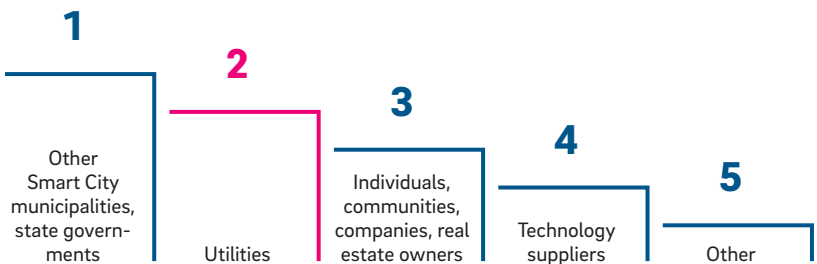 1
Other
Smart City
municipalities,
state govern-
ments
2
Utilities
3
Individuals,
communities,
companies, real
estate owners
4
Technology
suppliers
5
Other